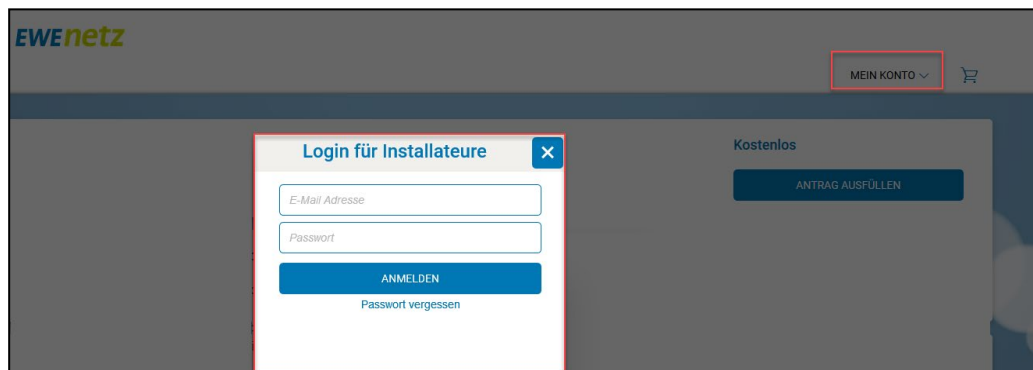 EWEnetz
MEIN KONTO
Login für Installateure
Kostenlos
ANTRAG AUSFÜLLEN
E-Mail Adresse
Passwort
ANMELDEN
Passwort vergessen